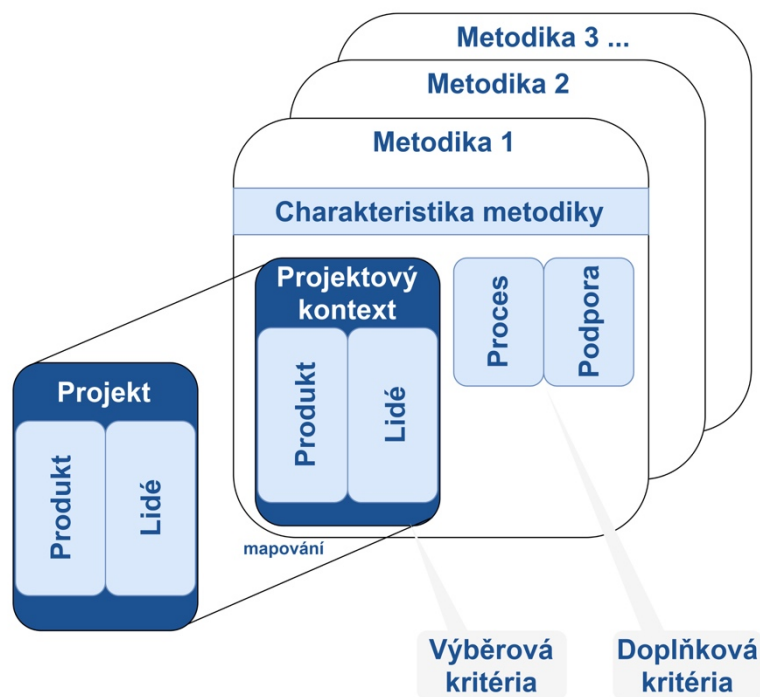 Metodika 3 ...
Metodika 2
Metodika 1
Charakteristika metodiky
Projektový
kontext
Produkt
Lidé
Proces
Podpora
Projekt
Produkt
Lidé
mapování
Výběrová
kritéria
Doplňková
kritéria